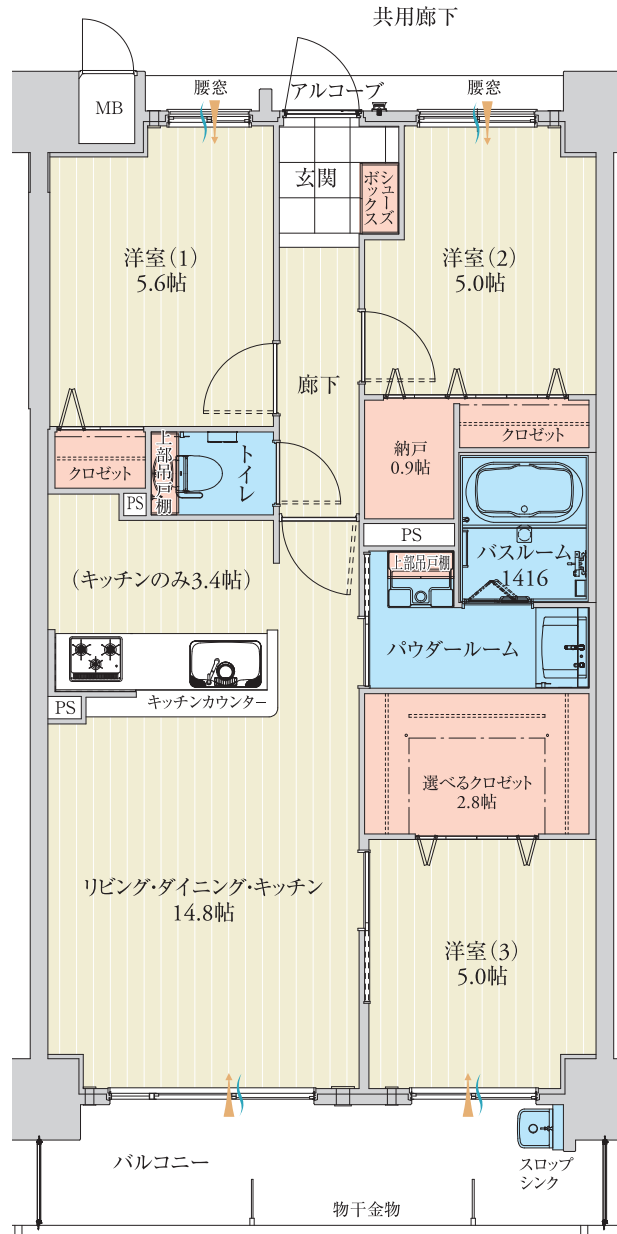 共用廊下
MB
腰窓
アルコーブ
腰窓
玄関
シューズ
ボックス
洋室(1)
5.6帖
洋室(2)
5.0帖
廊下
クロゼット
上部吊戸棚
トイレ
納戸
0.9帖
クロゼット
PS
PS
上部吊戸棚
バスルーム
1416
(キッチンのみ3.4帖)
パウダールーム
キッチンカウンター
PS
選べるクロゼット
2.8帖
リビング・ダイニング・キッチン
14.8帖
洋室(3)
5.0帖
バルコニー
スロップ
シンク
物干金物